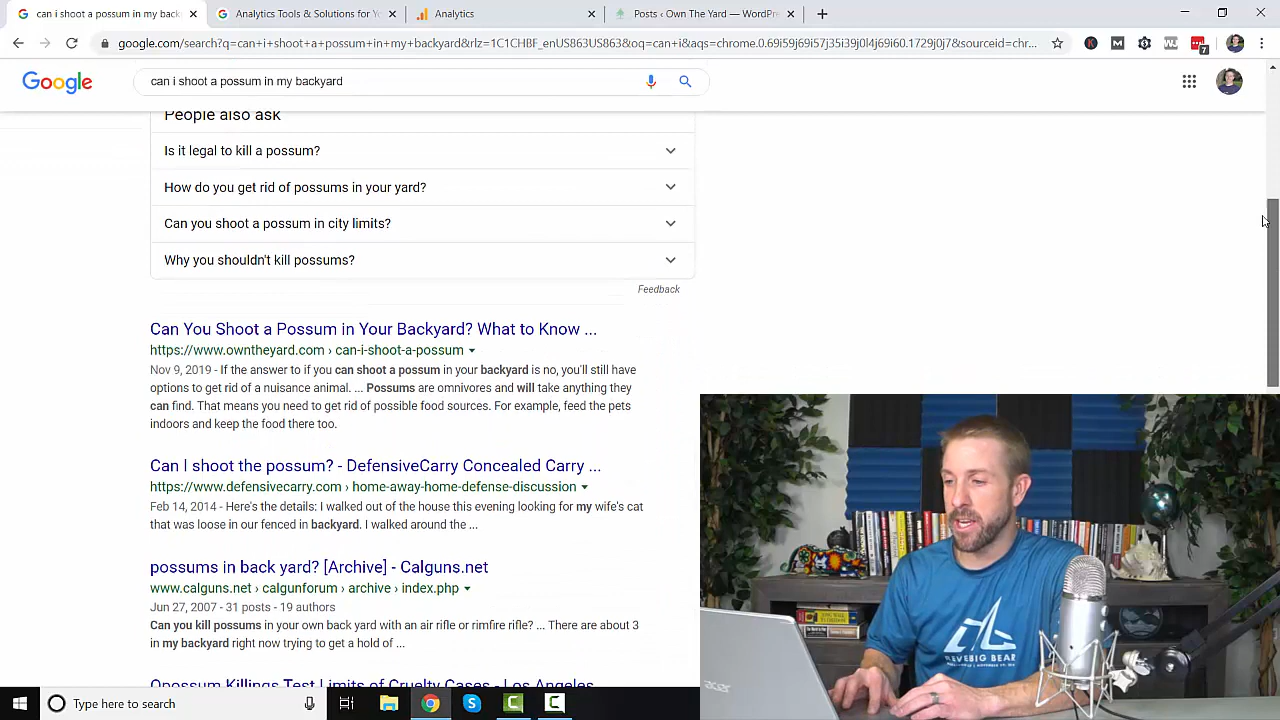 can i shoot a possum in my back
Analytics Tools & Solutions for Y
Analytics
Posts ‹ Own The Yard — WordPre
google.com/search?q=can+i+shoot+a+possum+in+my+backyard&rlz=1C1CHBF_enUS863US863&oq=can+i&aqs=chrome.0.69i59j69i57j35i39j0l4j69i60.1729j0j7&sourceid=chr...
7
Google
can i shoot a possum in my backyard
People also ask
Is it legal to kill a possum?
How do you get rid of possums in your yard?
Can you shoot a possum in city limits?
Why you shouldn't kill possums?
Feedback
Can You Shoot a Possum in Your Backyard? What to Know ...
https://www.owntheyard.com › can-i-shoot-a-possum
Nov 9, 2019 - If the answer to if you can shoot a possum in your backyard is no, you'll still have
options to get rid of a nuisance animal. ... Possums are omnivores and will take anything they
can find. That means you need to get rid of possible food sources. For example, feed the pets
indoors and keep the food there too.
Can I shoot the possum? - DefensiveCarry Concealed Carry ...
https://www.defensivecarry.com › home-away-home-defense-discussion
Feb 14, 2014 - Here's the details: I walked out of the house this evening looking for my wife's cat
that was loose in our fenced in backyard. I walked around the ...
possums in back yard? [Archive] - Calguns.net
www.calguns.net › calgunforum › archive › index.php
Jun 27, 2007 - 31 posts - 19 authors
Can you kill possums in your own back yard with an air rifle or rimfire rifle? ... There are about 3
in my backyard right now trying to get a hold of ...
Opossum Killing: Test Limits of Cruelty Cases - Los Angeles
Type here to search
acer